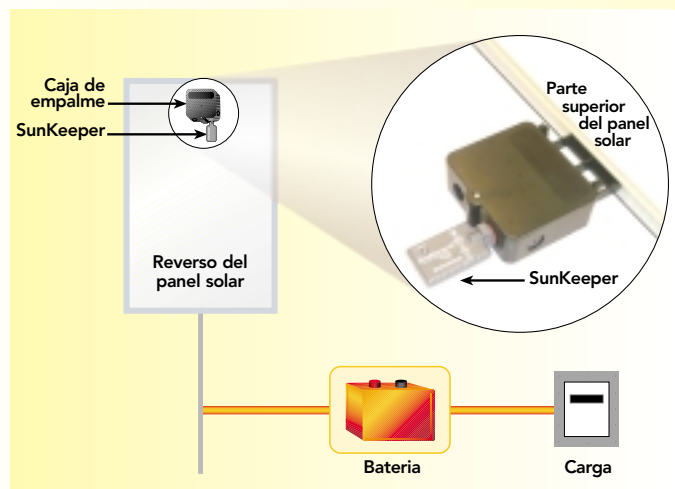 Caja de
empalme
SunKeeper
Reverso del
panel solar
Parte
superior
del panel
solar
SunKeeper
Bateria
Carga